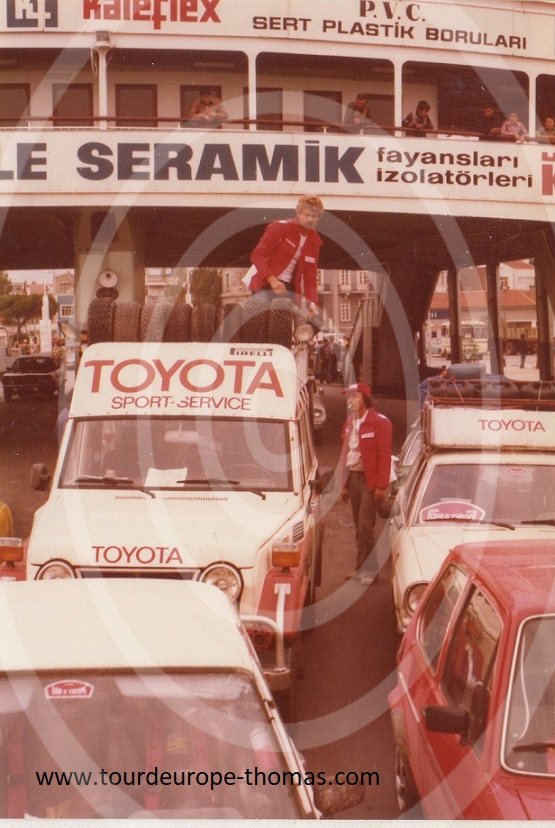 kaleflex
P.V.C.
SERT PLASTİK BORULARI
LE SERAMİK
fayansları
izolatörleri
PIRELLI
TOYOTA
SPORT-SERVICE
TOYOTA
TOYOTA
www.tourdeurope-thomas.com